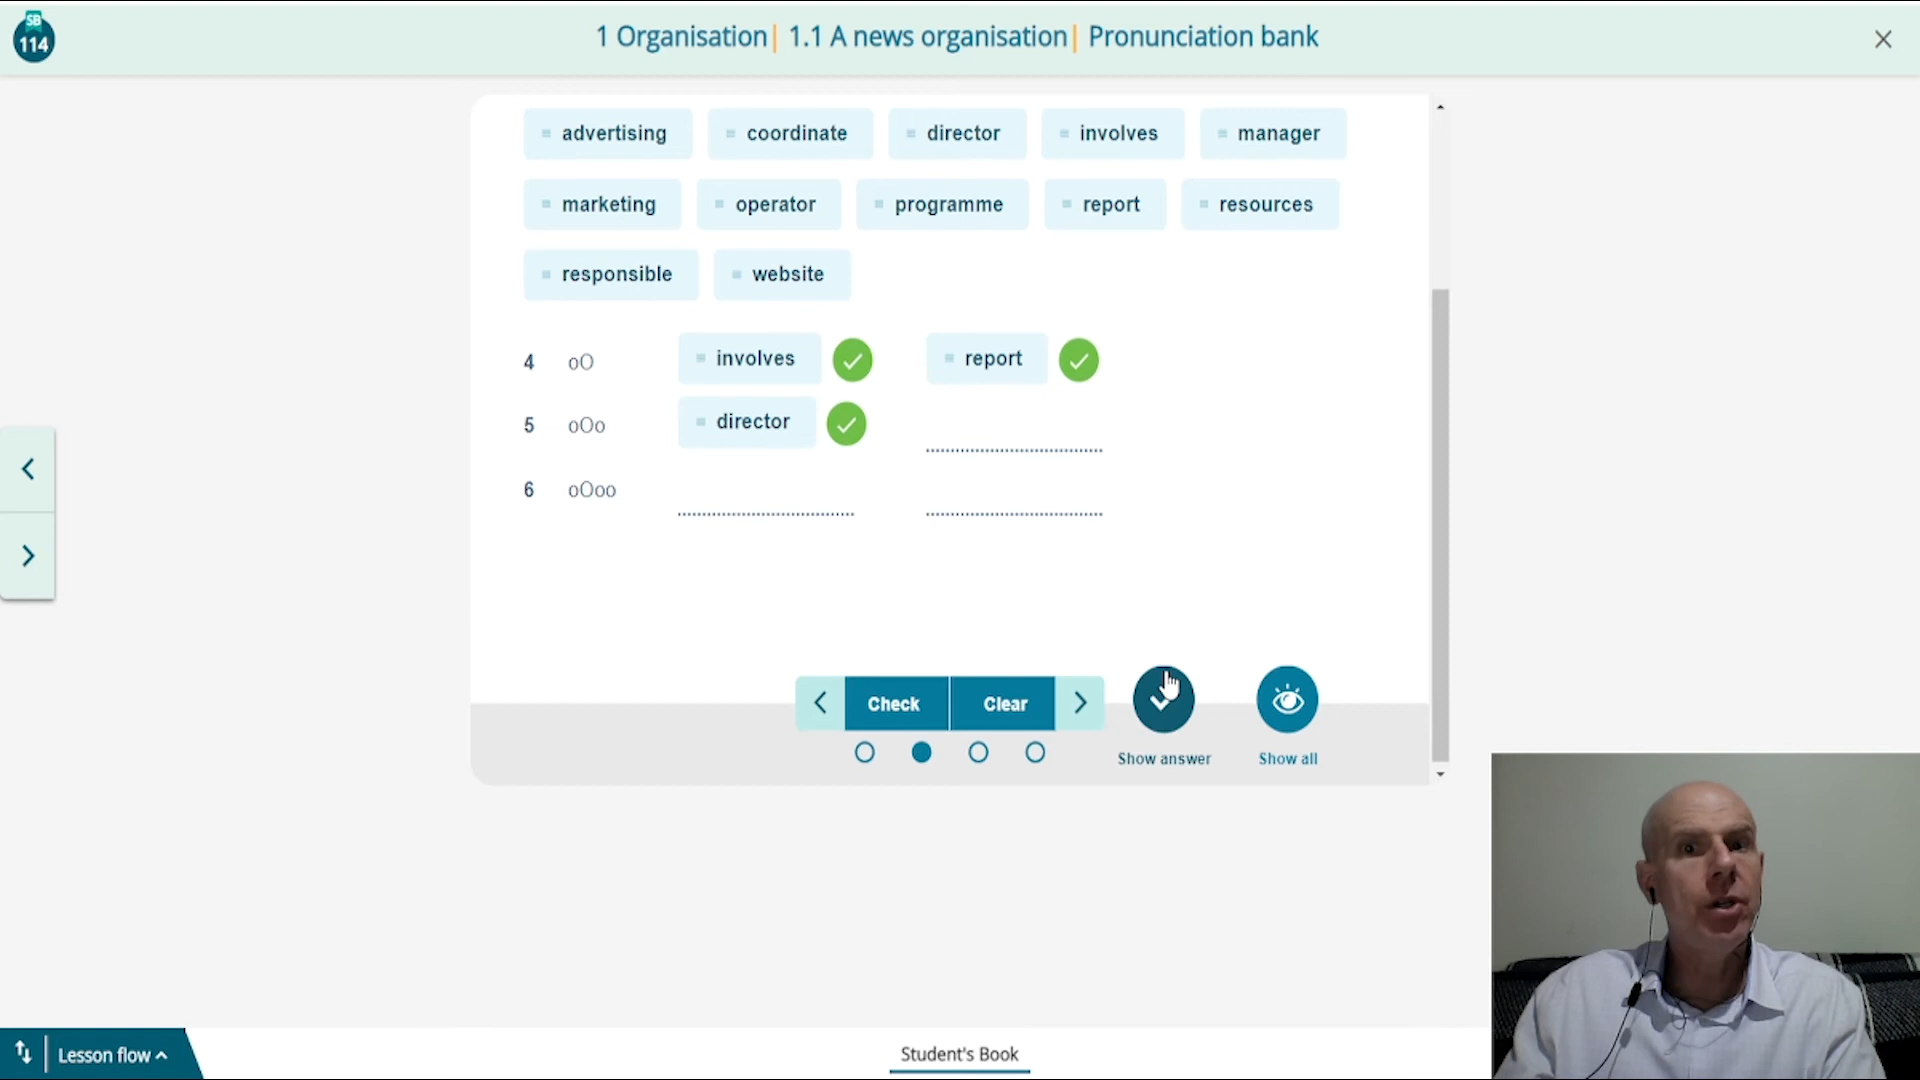 SB
114
1 Organisation| 1.1 A news organisation| Pronunciation bank
advertising coordinate director involves manager
marketing operator programme report resources
responsible website
4 oO involves report
5 oOo director
6 oOoo
Check Clear
Show answer Show all
Lesson flow
Student's Book